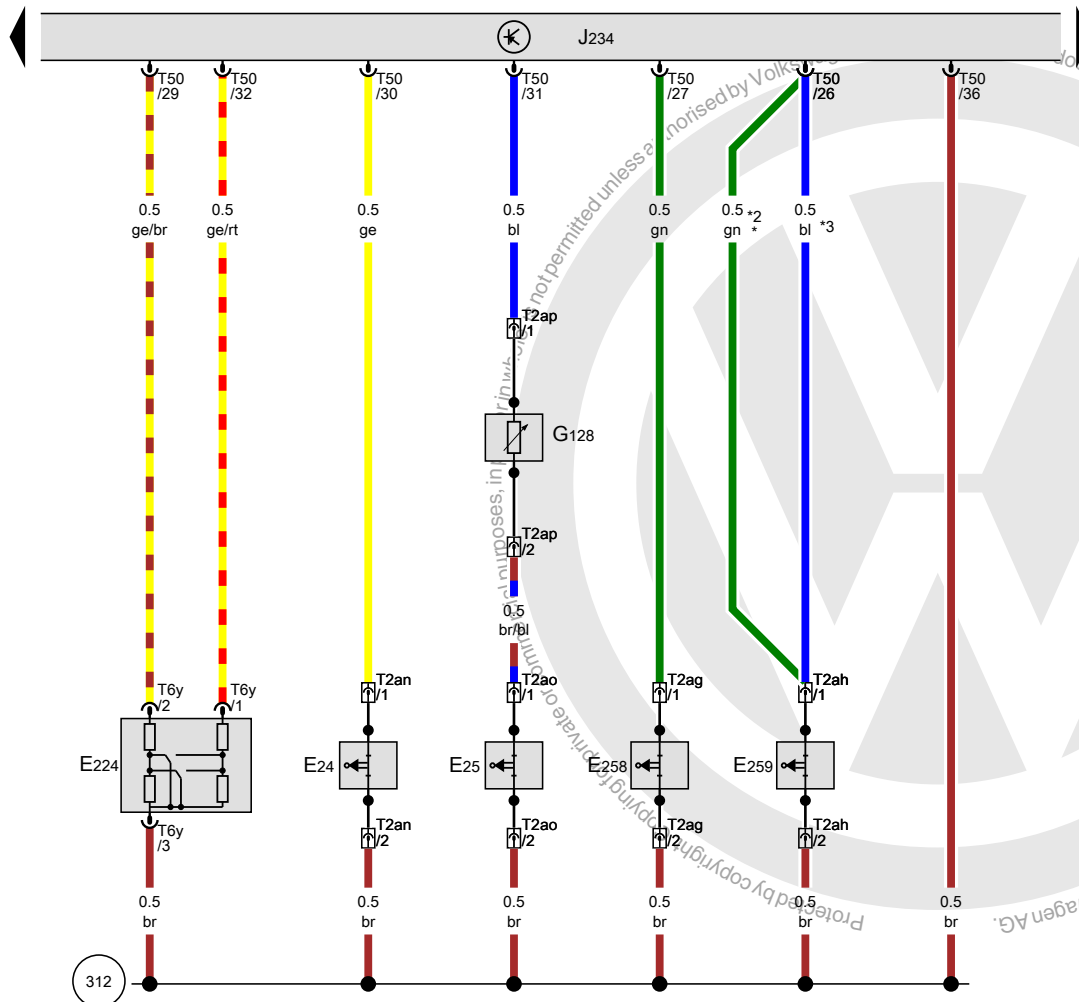 J234
T50 T50 T50 T50 T50 T50 T50
/29 /32 /30 /31 /27 /26 /36
0.5 0.5 0.5 0.5 0.5 0.5 *2 0.5 0.5
ge/br ge/rt ge bl gn gn * bl *3 br
T2ap
/1
G128
T2ap
/2
0.5
br/bl
T6y T6y T2an T2ao T2ag T2ah
/2 /1 /1 /1 /1 /1
E224 E24 E25 E258 E259
T6y T2an T2ao T2ag T2ah
/3 /2 /2 /2 /2
0.5 0.5 0.5 0.5 0.5 0.5
br br br br br br
312
Protected by copyright. Copying for private or commercial purposes, in
or in whole, is not permitted unless
norised by Volkswag
agen AG.